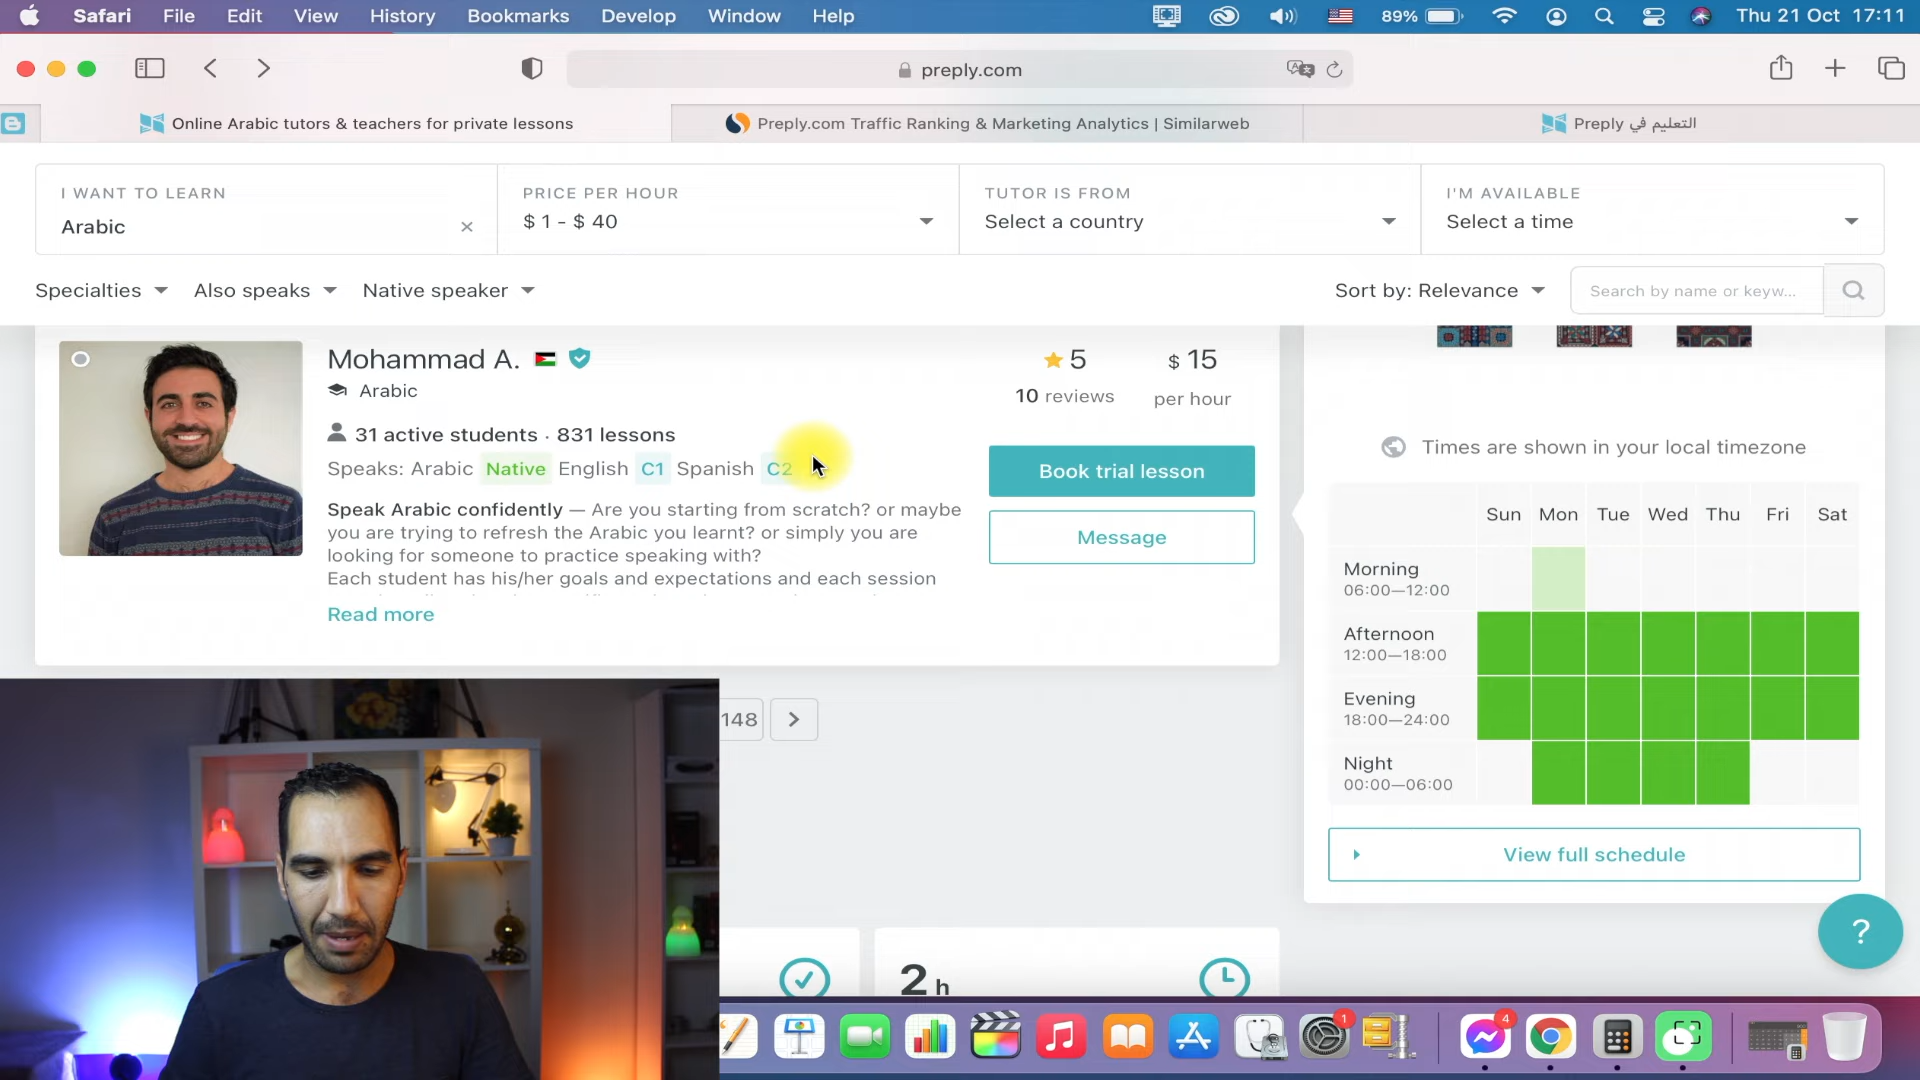 Safari File Edit View History Bookmarks Develop Window Help 89% Thu 21 Oct 17:11
preply.com
Online Arabic tutors & teachers for private lessons
Preply.com Traffic Ranking & Marketing Analytics | Similarweb
التعليم في Preply
I WANT TO LEARN
Arabic
PRICE PER HOUR
$ 1 - $ 40
TUTOR IS FROM
Select a country
I'M AVAILABLE
Select a time
Specialties Also speaks Native speaker Sort by: Relevance Search by name or keyw...
Mohammad A.
Arabic
31 active students · 831 lessons
Speaks: Arabic Native English C1 Spanish C2
Speak Arabic confidently — Are you starting from scratch? or maybe
you are trying to refresh the Arabic you learnt? or simply you are
looking for someone to practice speaking with?
Each student has his/her goals and expectations and each session
Read more
5
10 reviews
$ 15
per hour
Book trial lesson
Message
148
Times are shown in your local timezone
Sun Mon Tue Wed Thu Fri Sat
Morning
06:00—12:00
Afternoon
12:00—18:00
Evening
18:00—24:00
Night
00:00—06:00
View full schedule
?
2 h
1
4